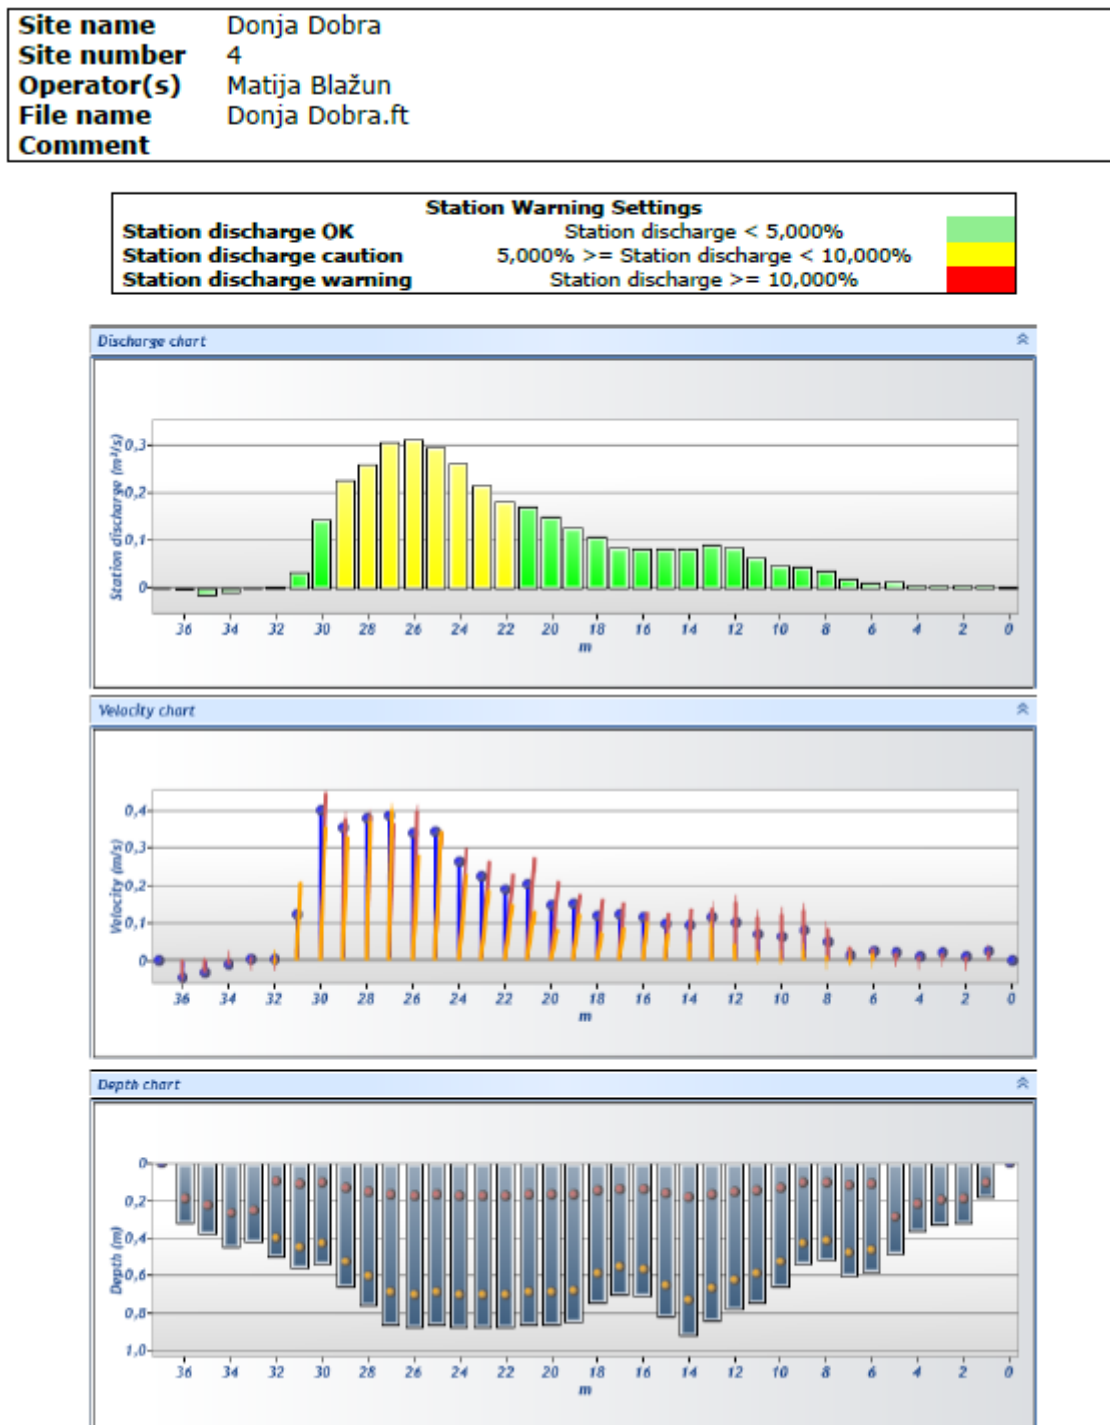 Site name Donja Dobra
Site number 4
Operator(s) Matija Blažun
File name Donja Dobra.ft
Comment
Station Warning Settings
Station discharge OK Station discharge < 5,000%
Station discharge caution 5,000% >= Station discharge < 10,000%
Station discharge warning Station discharge >= 10,000%
Discharge chart
Station discharge (m³/s)
0,3
0,2
0,1
0
36 34 32 30 28 26 24 22 20 18 16 14 12 10 8 6 4 2 0
m
Velocity chart
Velocity (m/s)
0,4
0,3
0,2
0,1
0
36 34 32 30 28 26 24 22 20 18 16 14 12 10 8 6 4 2 0
m
Depth chart
Depth (m)
0
0,2
0,4
0,6
0,8
1,0
36 34 32 30 28 26 24 22 20 18 16 14 12 10 8 6 4 2 0
m